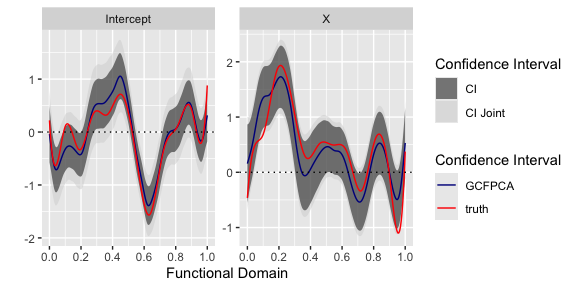 Intercept
X
1
0
-1
-2
2
1
0
-1
0.0 0.2 0.4 0.6 0.8 1.0
0.0 0.2 0.4 0.6 0.8 1.0
Functional Domain
Confidence Interval
CI
CI Joint
Confidence Interval
GCFPCA
truth